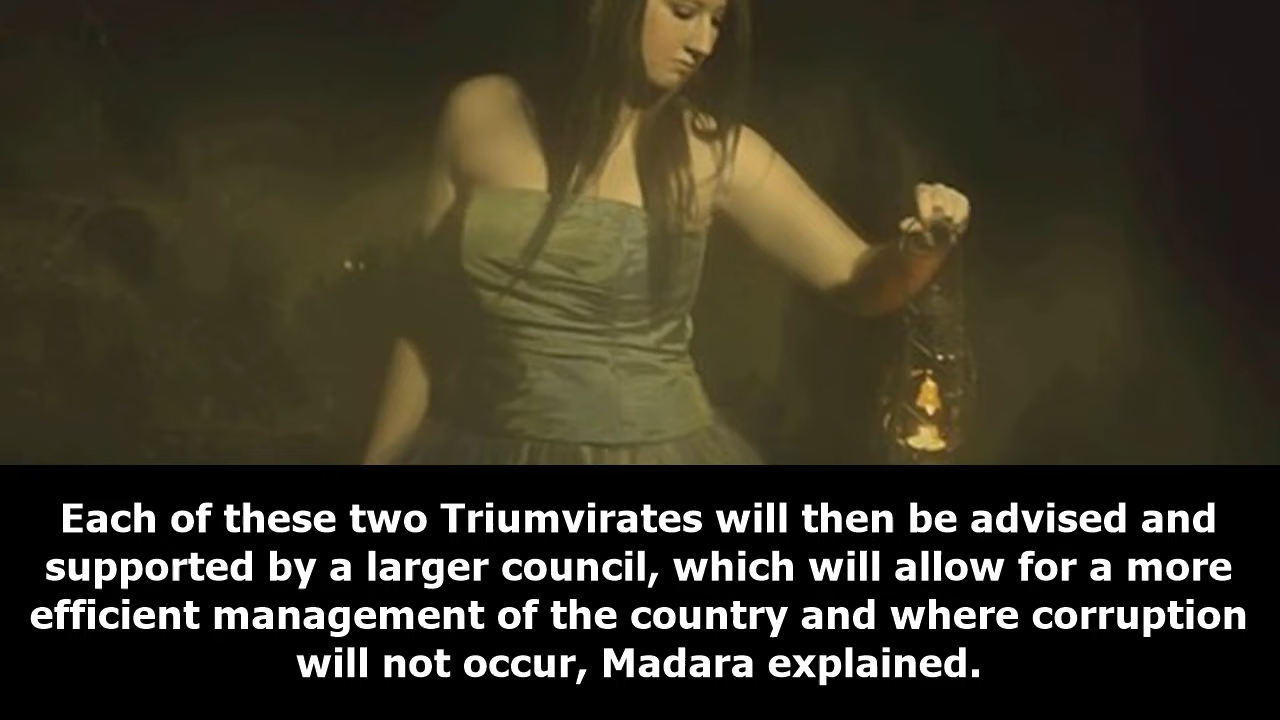 Each of these two Triumvirates will then be advised and
supported by a larger council, which will allow for a more
efficient management of the country and where corruption
will not occur, Madara explained.